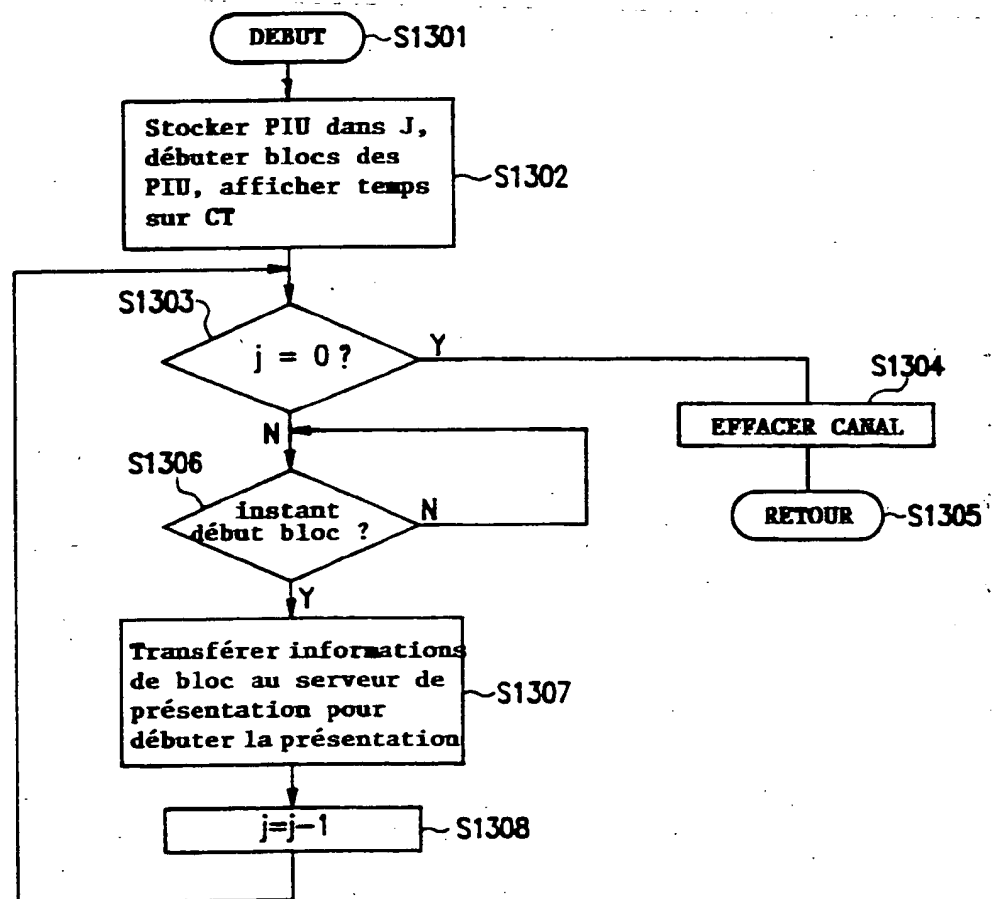 DEBUT
S1301
Stocker PIU dans J,
débuter blocs des
PIU, afficher temps
sur CT
S1302
S1303
j = 0 ?
Y
N
S1304
EFFACER CANAL
RETOUR
S1305
S1306
instant
début bloc ?
N
Y
Transférer informations
de bloc au serveur de
présentation pour
débuter la présentation
S1307
j=j-1
S1308